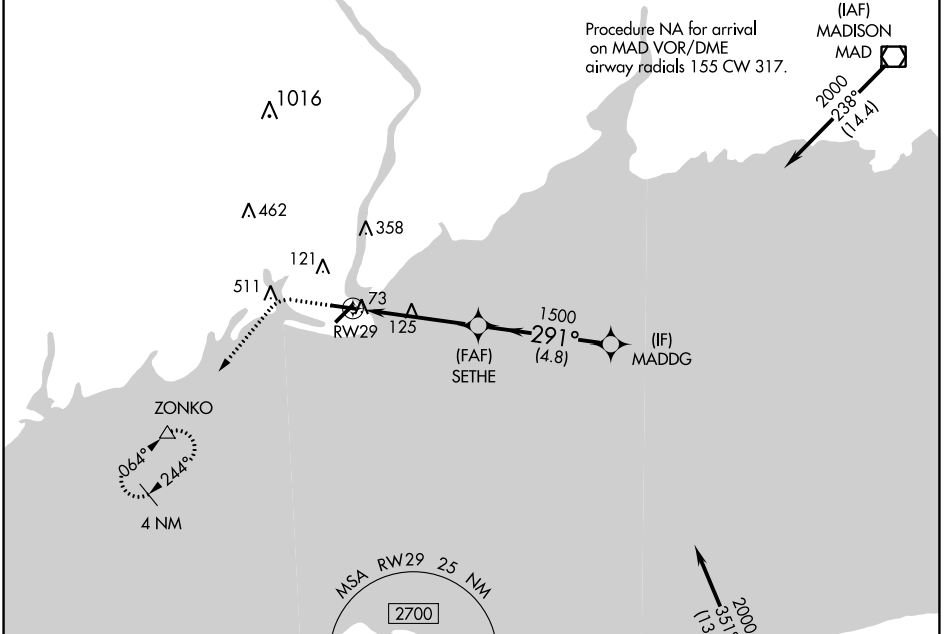 (IAF)
MADISON
MAD
Procedure NA for arrival
on MAD VOR/DME
airway radials 155 CW 317.
2000
238°
(14.4)
1016
462
358
121
511
73
RW29
125
1500
291°
(4.8)
(IF)
MADDG
(FAF)
SETHE
ZONKO
064°
244°
4 NM
MSA RW29 25 NM
2700
2000
351°
(13